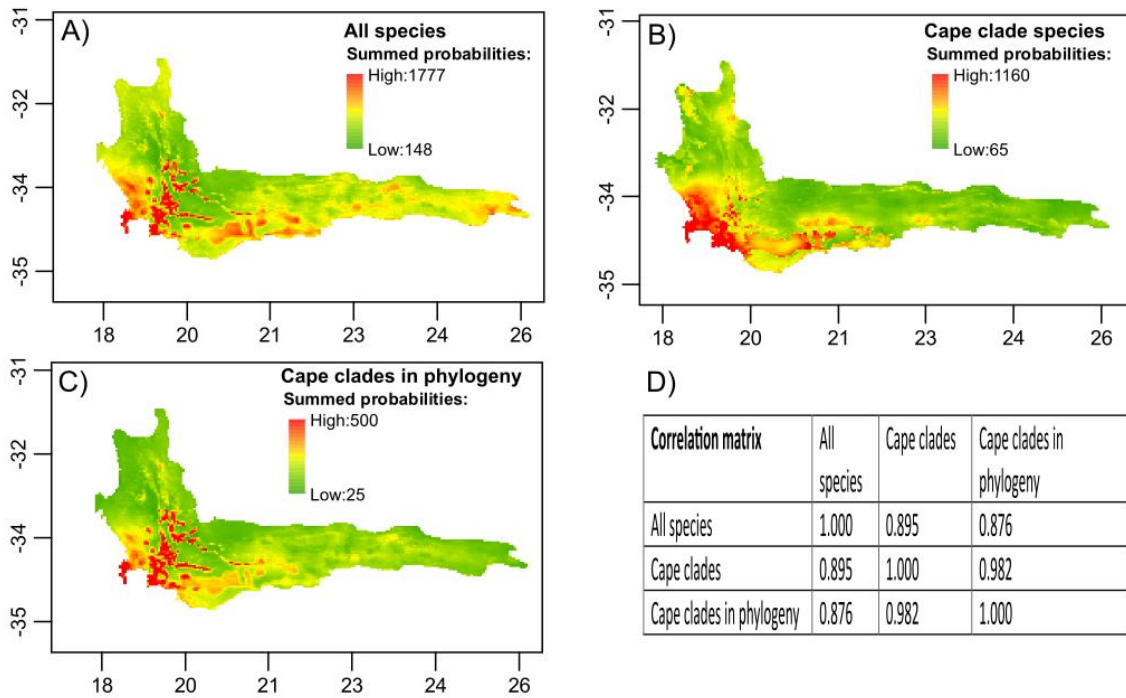 A)
All species
Summed probabilities:
High:1777
Low:148
-31
-32
-34
-35
18
20
21
23
24
26
B)
Cape clade species
Summed probabilities:
High:1160
Low:65
-31
-32
-34
-35
18
20
21
23
24
26
C)
Cape clades in phylogeny
Summed probabilities:
High:500
Low:25
-31
-32
-34
-35
18
20
21
23
24
26
D)
Correlation matrix All species Cape clades Cape clades in phylogeny
All species 1.000 0.895 0.876
Cape clades 0.895 1.000 0.982
Cape clades in phylogeny 0.876 0.982 1.000